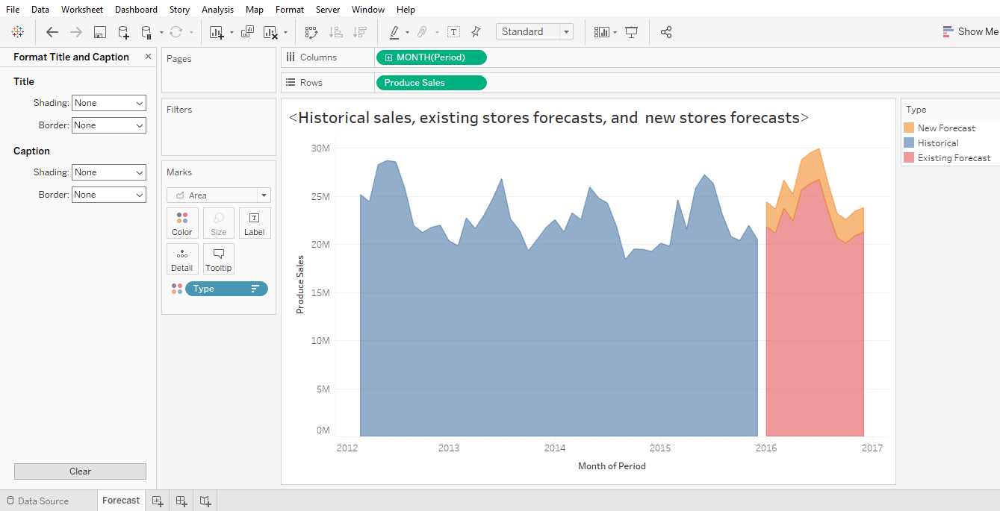 File Data Worksheet Dashboard Story Analysis Map Format Server Window Help
Standard
Show Me
Format Title and Caption
Title
Shading: None
Border: None
Caption
Shading: None
Border: None
Clear
Pages
Filters
Marks
Area
Color Size Label
Detail Tooltip
Type
Columns MONTH(Period)
Rows Produce Sales
<Historical sales, existing stores forecasts, and new stores forecasts>
30M
25M
20M
15M
10M
5M
0M
Produce Sales
2012 2013 2014 2015 2016 2017
Month of Period
Type
New Forecast
Historical
Existing Forecast
Data Source Forecast